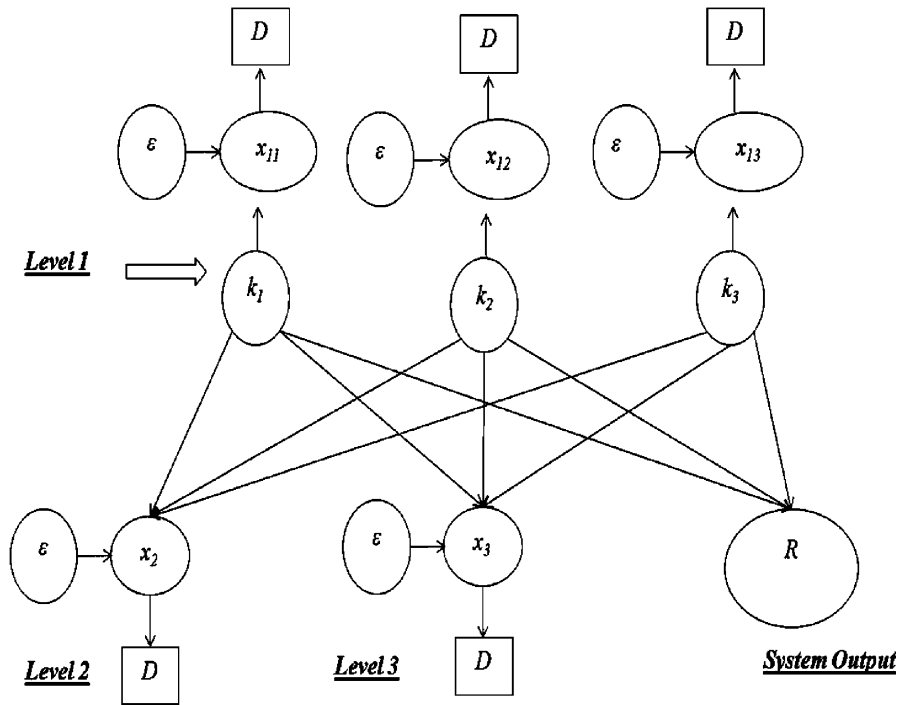 D D D
ε x11 ε x12 ε x13
Level 1
k1 k2 k3
ε x2 ε x3 R
D D
Level 2 Level 3 System Output